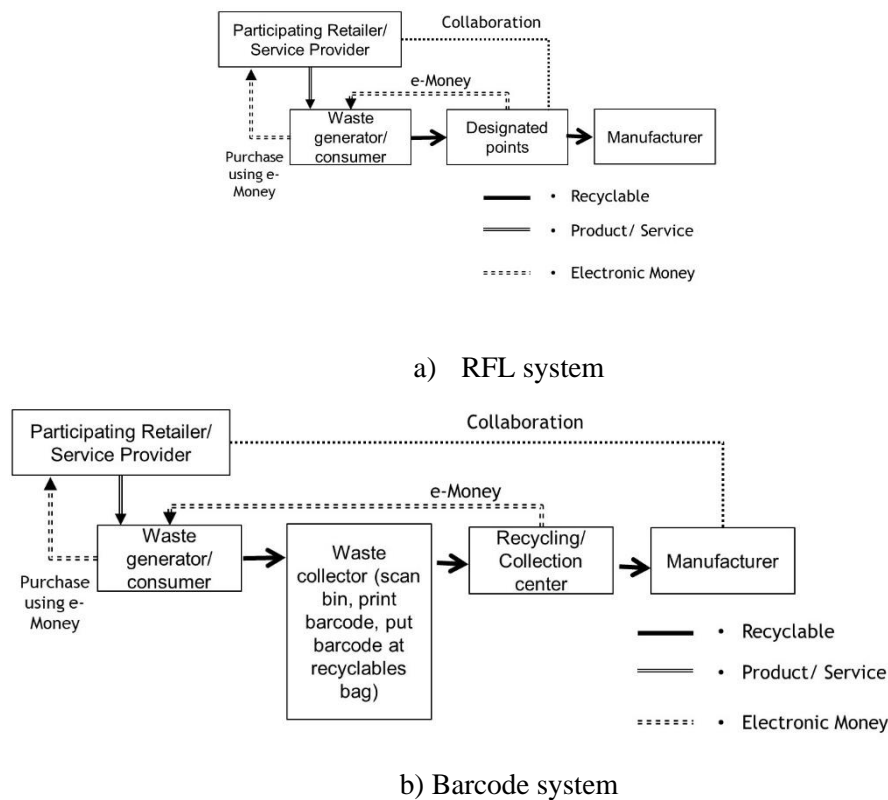 Participating Retailer/
Service Provider
Collaboration
e-Money
Waste
generator/
consumer
Designated
points
Manufacturer
Purchase
using e-
Money
• Recyclable
• Product/ Service
• Electronic Money
a) RFL system
Participating Retailer/
Service Provider
Collaboration
e-Money
Waste
generator/
consumer
Waste
collector (scan
bin, print
barcode, put
barcode at
recyclables
bag)
Recycling/
Collection
center
Manufacturer
Purchase
using e-
Money
• Recyclable
• Product/ Service
• Electronic Money
b) Barcode system